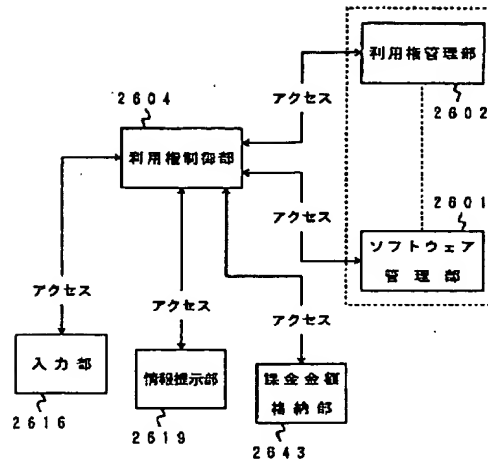 利用権管理部
アクセス
2604
2602
利用権制御部
アクセス
2601
ソフトウェア
管理部
アクセス
アクセス
アクセス
入力部
情報提示部
課金金額
格納部
2616
2619
2643